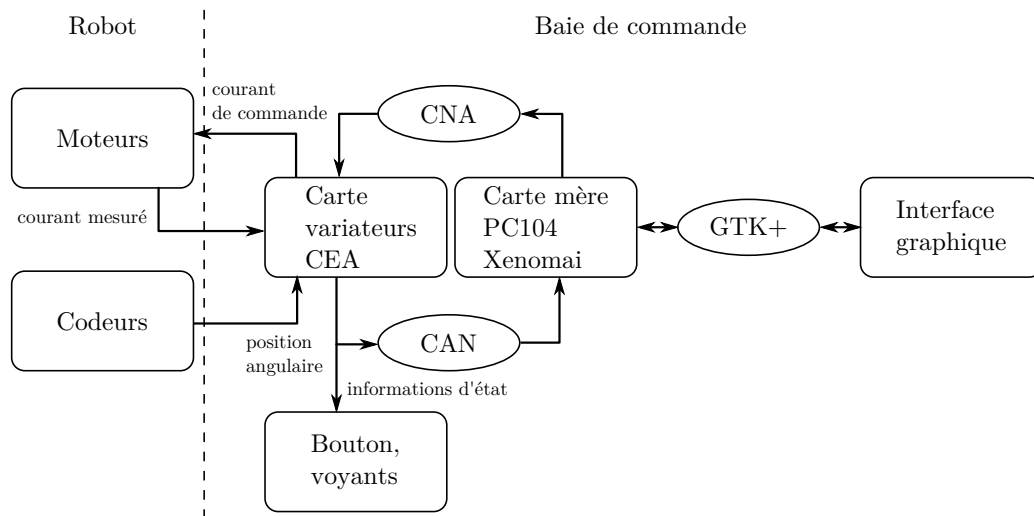 Robot
Baie de commande
Moteurs
courant
de commande
CNA
courant mesuré
Carte
variateurs
CEA
Carte mère
PC104
Xenomai
GTK+
Interface
graphique
Codeurs
position
angulaire
CAN
informations d'état
Bouton,
voyants